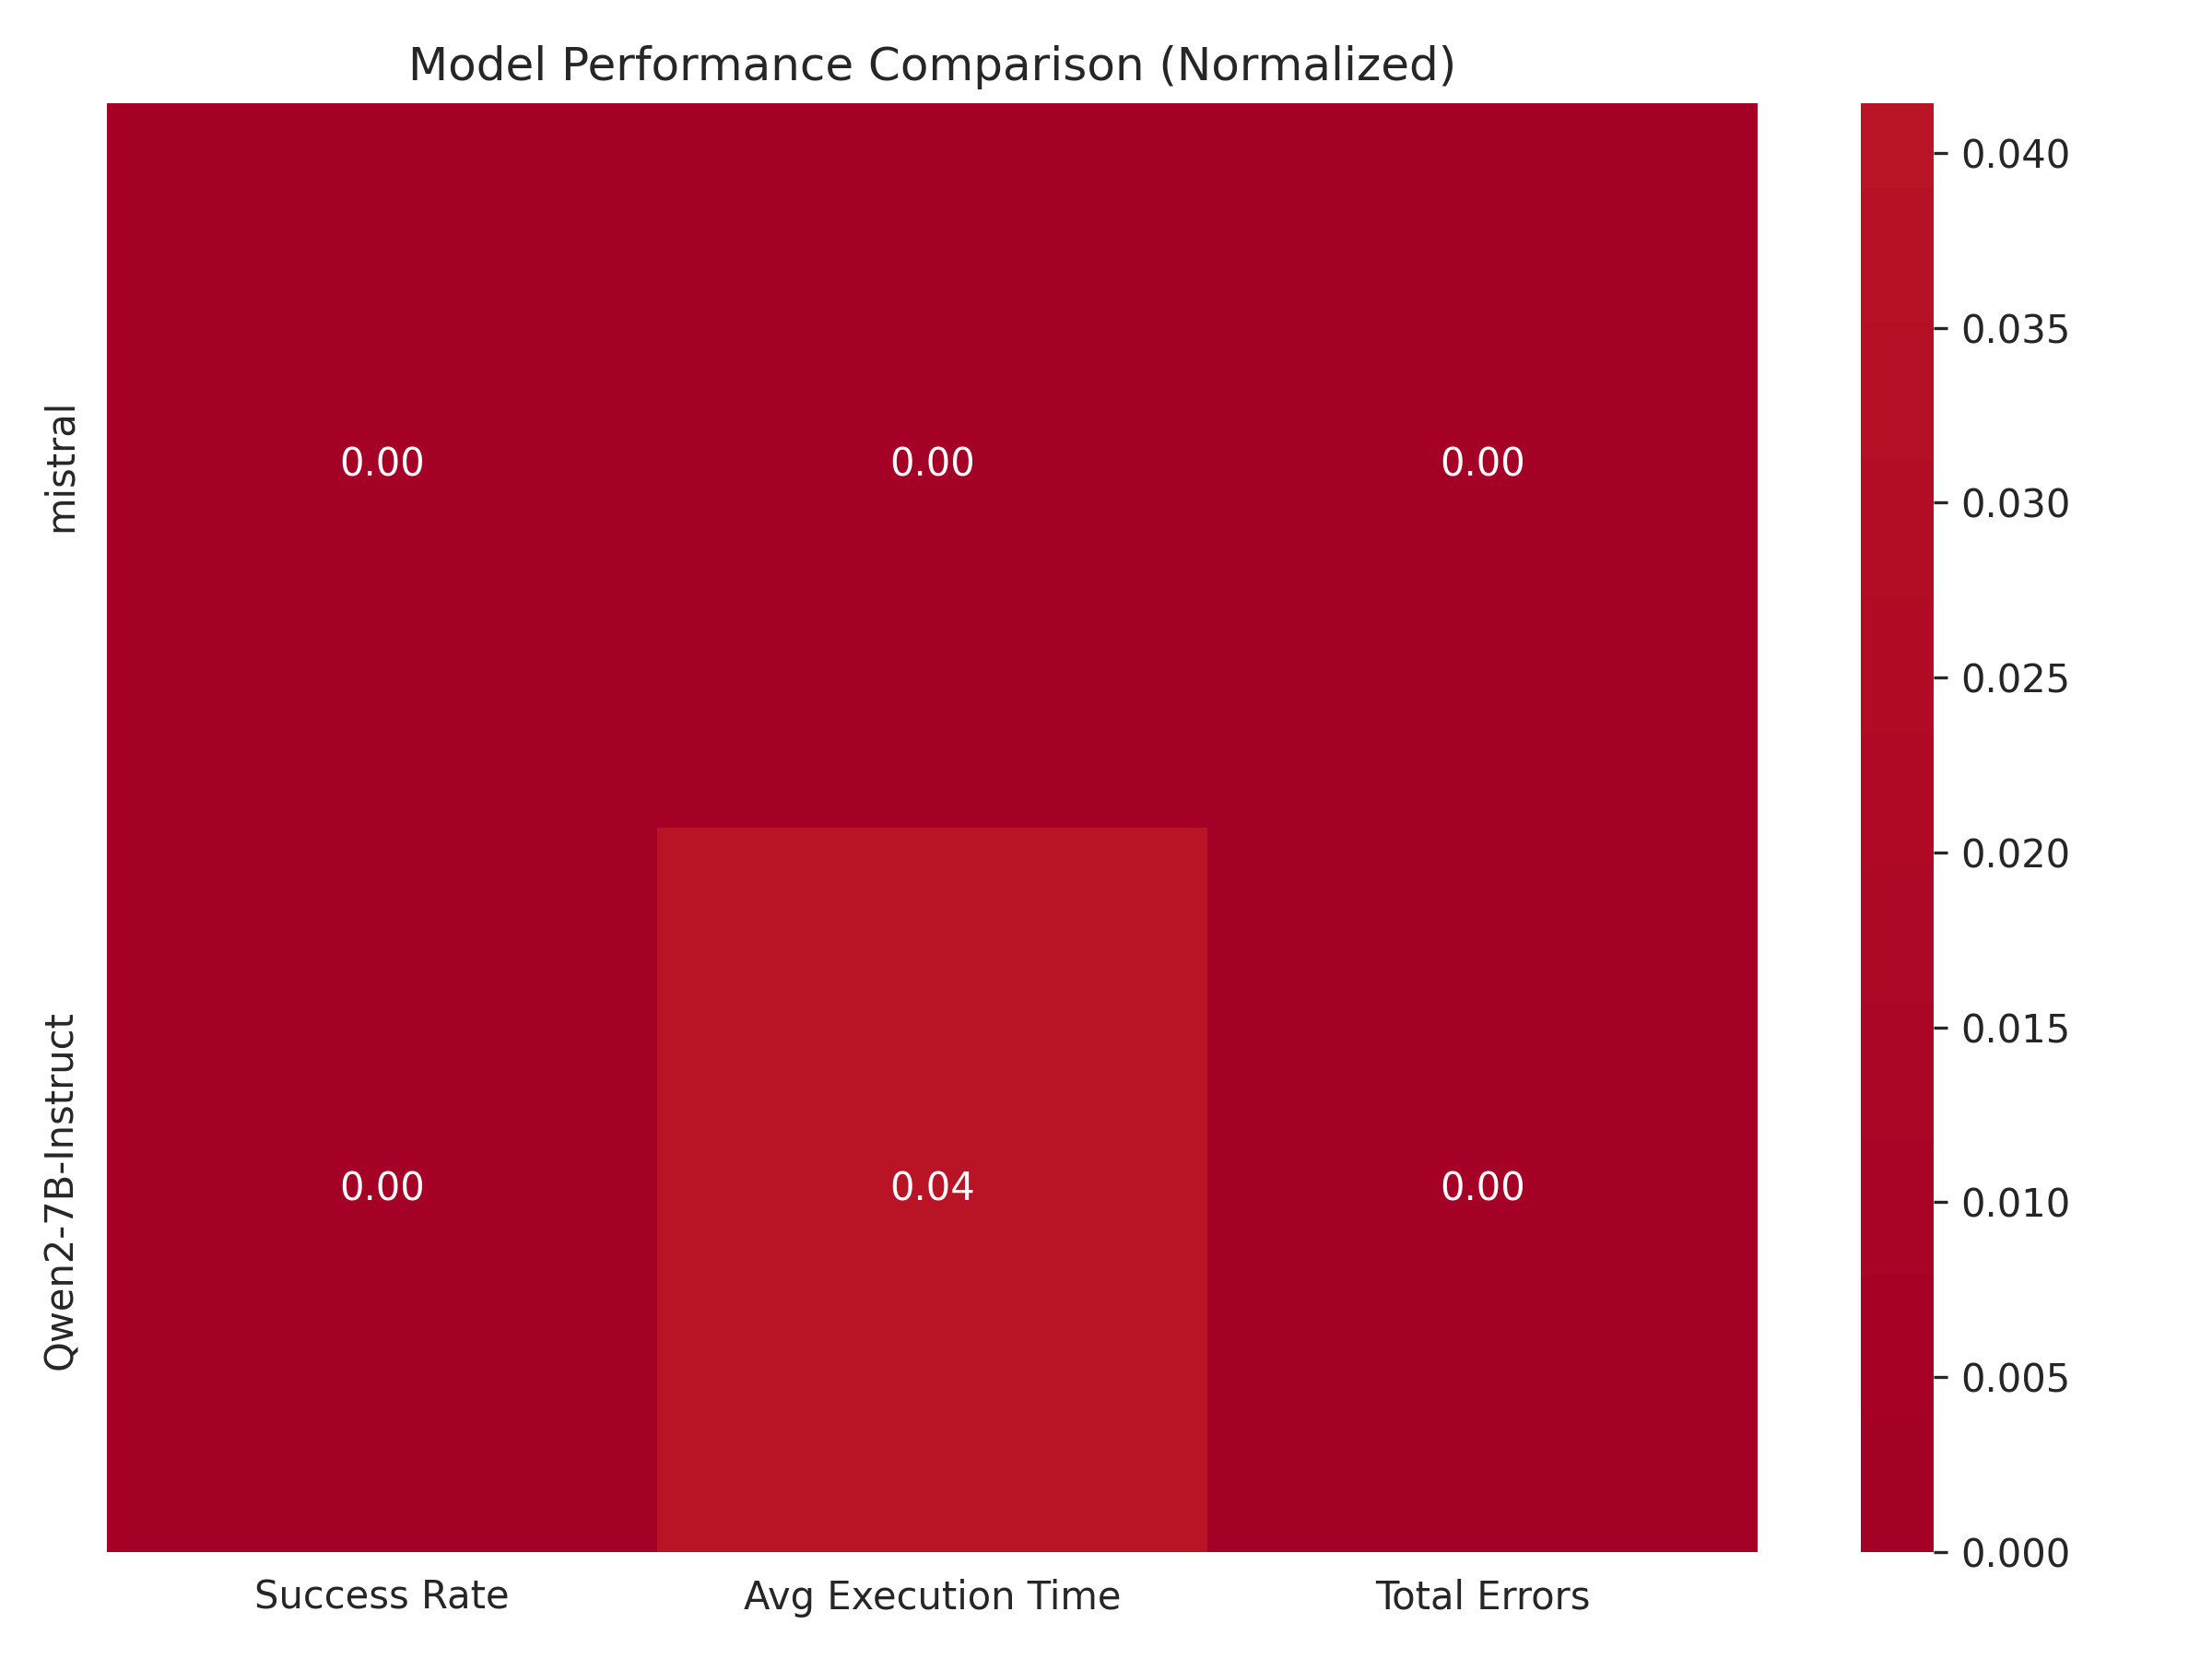 Model Performance Comparison (Normalized)
mistral
0.00 0.00 0.00
Qwen2-7B-Instruct
0.00 0.04 0.00
Success Rate Avg Execution Time Total Errors
0.040
0.035
0.030
0.025
0.020
0.015
0.010
0.005
0.000